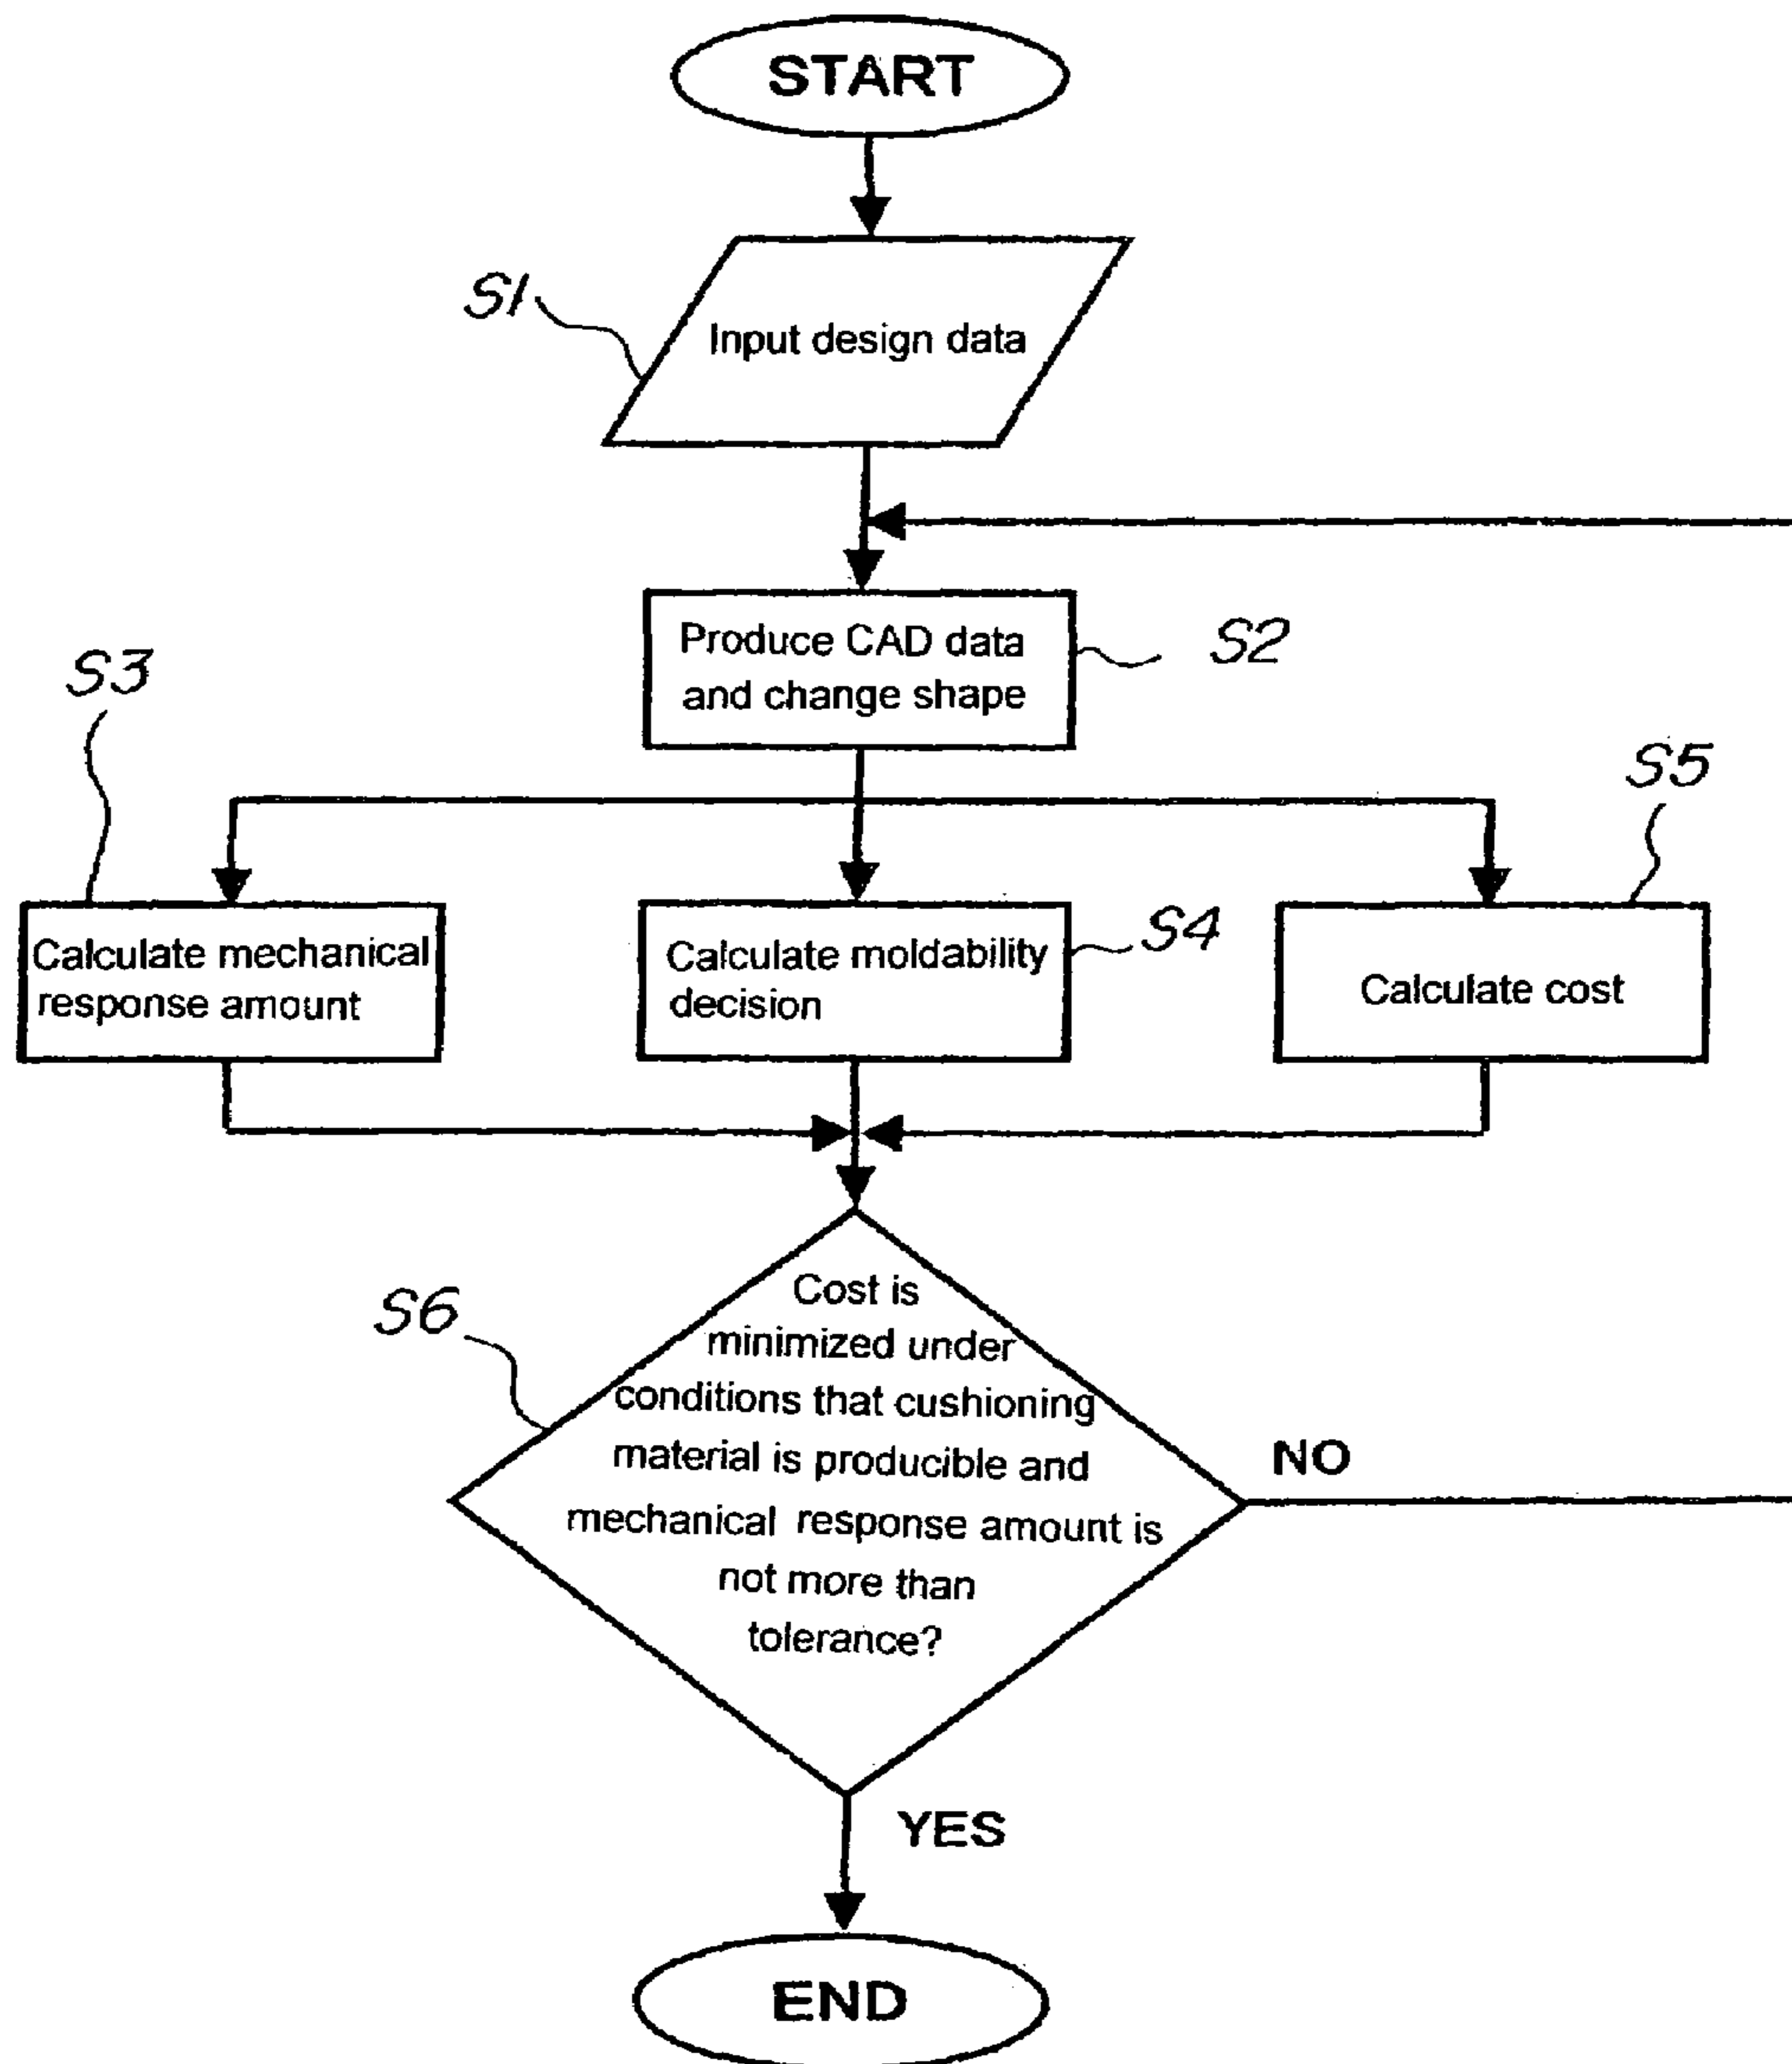 START
S1
Input design data
Produce CAD data
and change shape
S2
S3
S5
Calculate mechanical
response amount
Calculate moldability
decision
S4
Calculate cost
S6
Cost is
minimized under
conditions that cushioning
material is producible and
mechanical response amount is
not more than
tolerance?
NO
YES
END